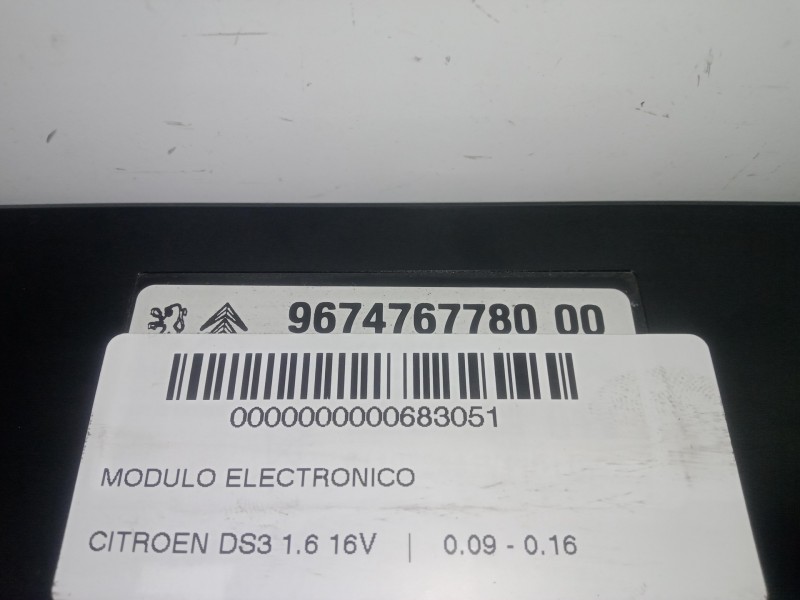 9674767780 00
0000000000683051
MODULO ELECTRONICO
CITROEN DS3 1.6 16V | 0.09 - 0.16